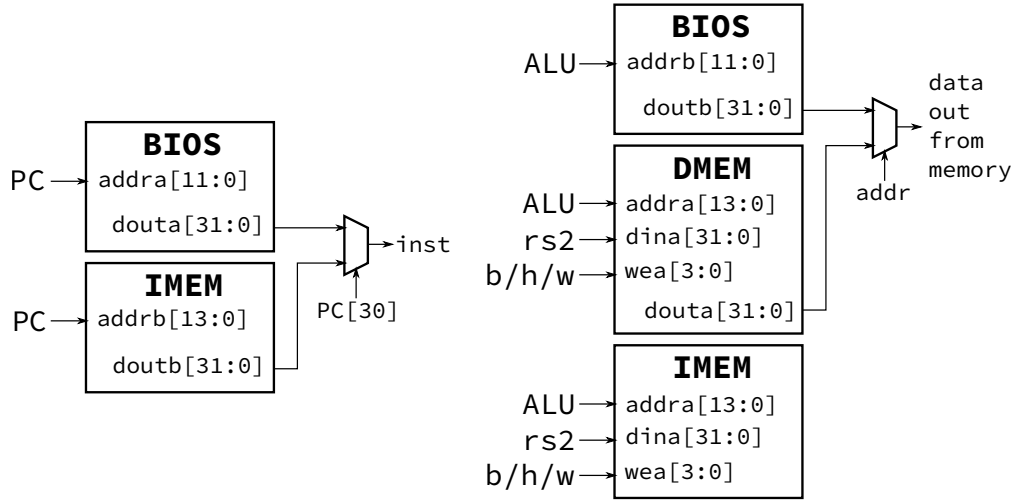 BIOS
PC
addra[11:0]
douta[31:0]
inst
IMEM
PC[30]
PC
addrb[13:0]
doutb[31:0]
BIOS
ALU
addrb[11:0]
doutb[31:0]
data
out
from
memory
addr
DMEM
ALU
addra[13:0]
rs2
dina[31:0]
b/h/w
wea[3:0]
douta[31:0]
IMEM
ALU
addra[13:0]
rs2
dina[31:0]
b/h/w
wea[3:0]